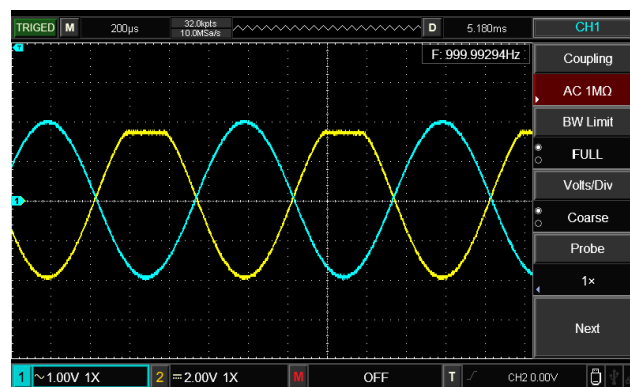 TRIGED M 200µs 32.0kpts D 5.180ms CH1
10.0MSa/s
T F: 999.99294Hz Coupling
AC 1MΩ
BW Limit
FULL
Volts/Div
1
Coarse
Probe
1×
Next
1 ~1.00V 1X 2 2.00V 1X M OFF T CH2 0.00V